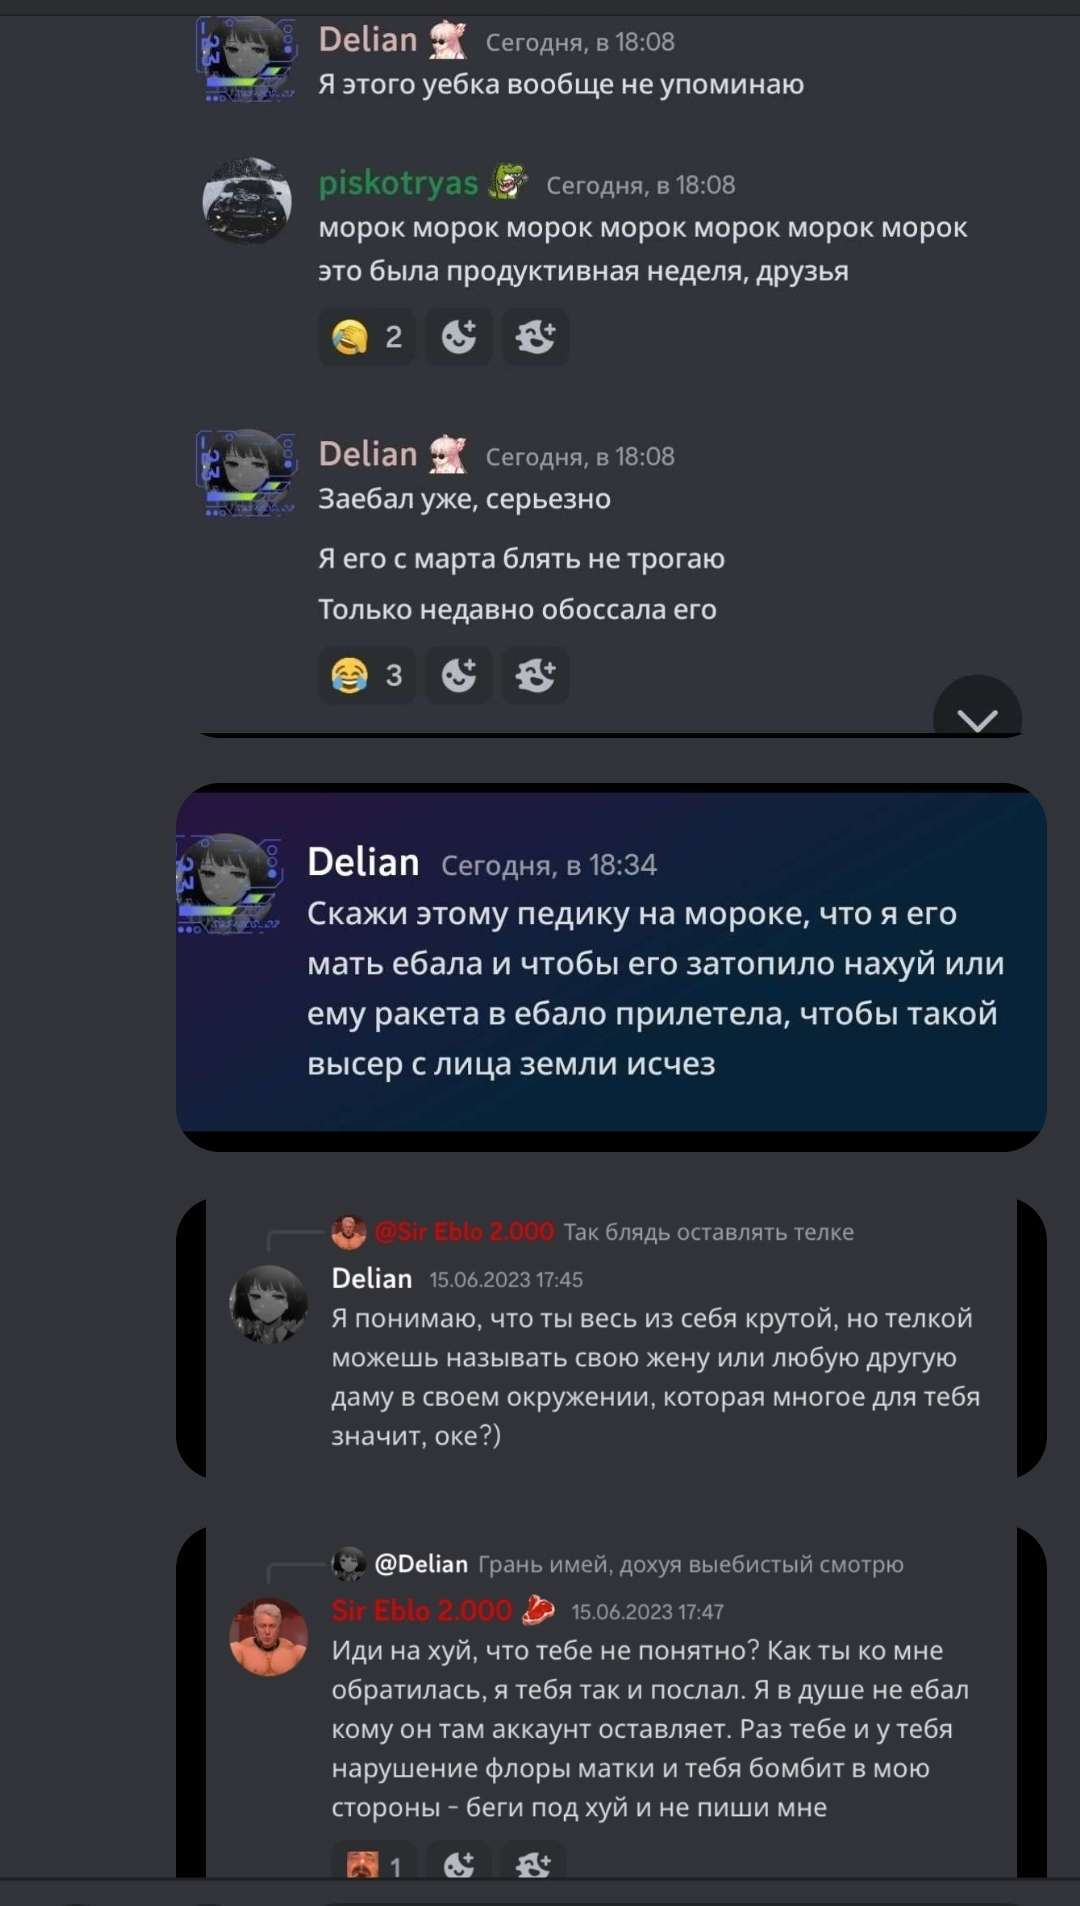 Delian Сегодня, в 18:08
Я этого уебка вообще не упоминаю
piskotryas Сегодня, в 18:08
морок морок морок морок морок морок морок
это была продуктивная неделя, друзья
2
Delian Сегодня, в 18:08
Заебал уже, серьезно
Я его с марта блять не трогаю
Только недавно обоссала его
3
Delian Сегодня, в 18:34
Скажи этому педику на мороке, что я его
мать ебала и чтобы его затопило нахуй или
ему ракета в ебало прилетела, чтобы такой
высер с лица земли исчез
@Sir Eblo 2.000 Так блядь оставлять телке
Delian 15.06.2023 17:45
Я понимаю, что ты весь из себя крутой, но телкой
можешь называть свою жену или любую другую
даму в своем окружении, которая многое для тебя
значит, оке?)
@Delian Грань имей, дохуя выебистый смотрю
Sir Eblo 2.000 15.06.2023 17:47
Иди на хуй, что тебе не понятно? Как ты ко мне
обратилась, я тебя так и послал. Я в душе не ебал
кому он там аккаунт оставляет. Раз тебе и у тебя
нарушение флоры матки и тебя бомбит в мою
стороны - беги под хуй и не пиши мне
1